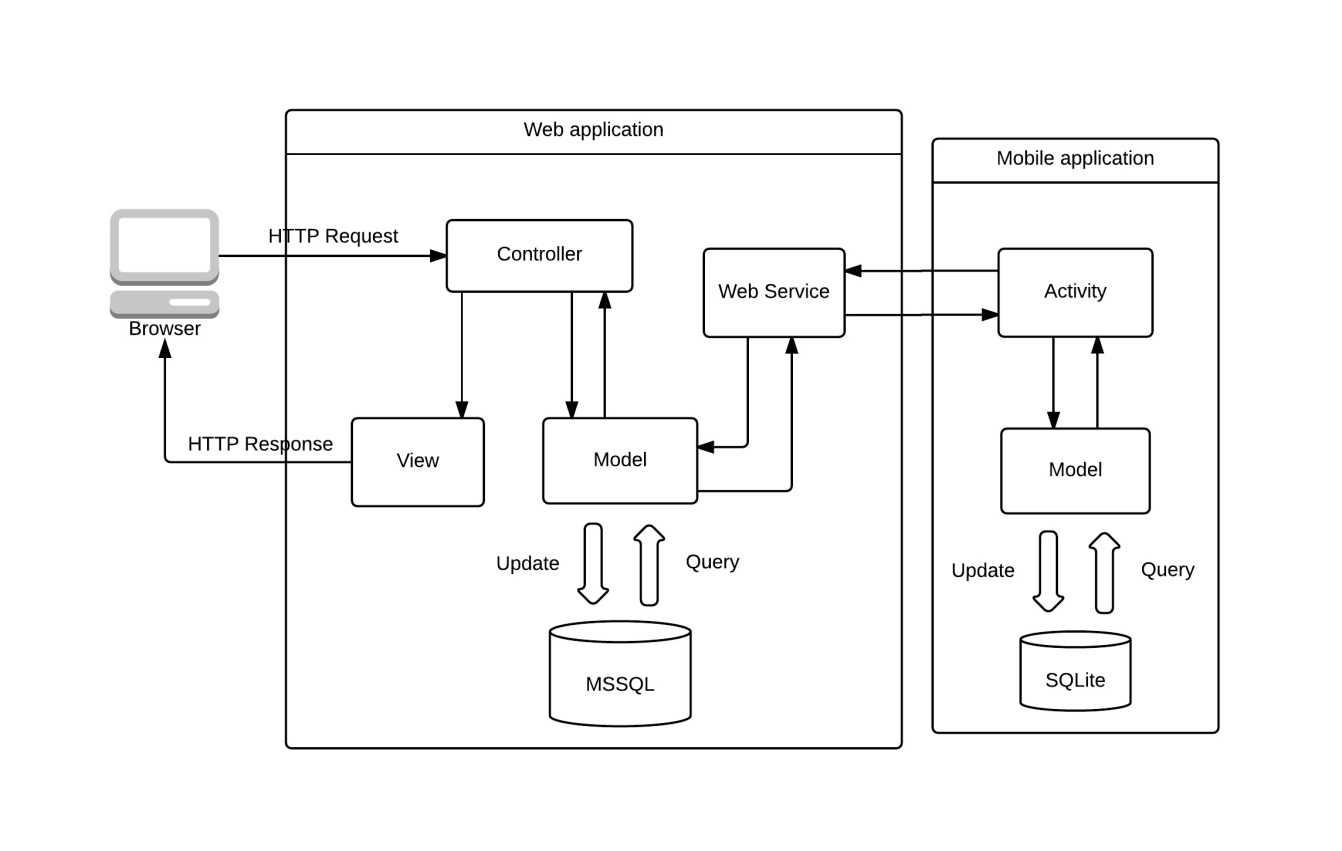 Web application
Mobile application
HTTP Request
Controller
Web Service
Activity
Browser
HTTP Response
View
Model
Model
Update
Query
Update
Query
MSSQL
SQLite